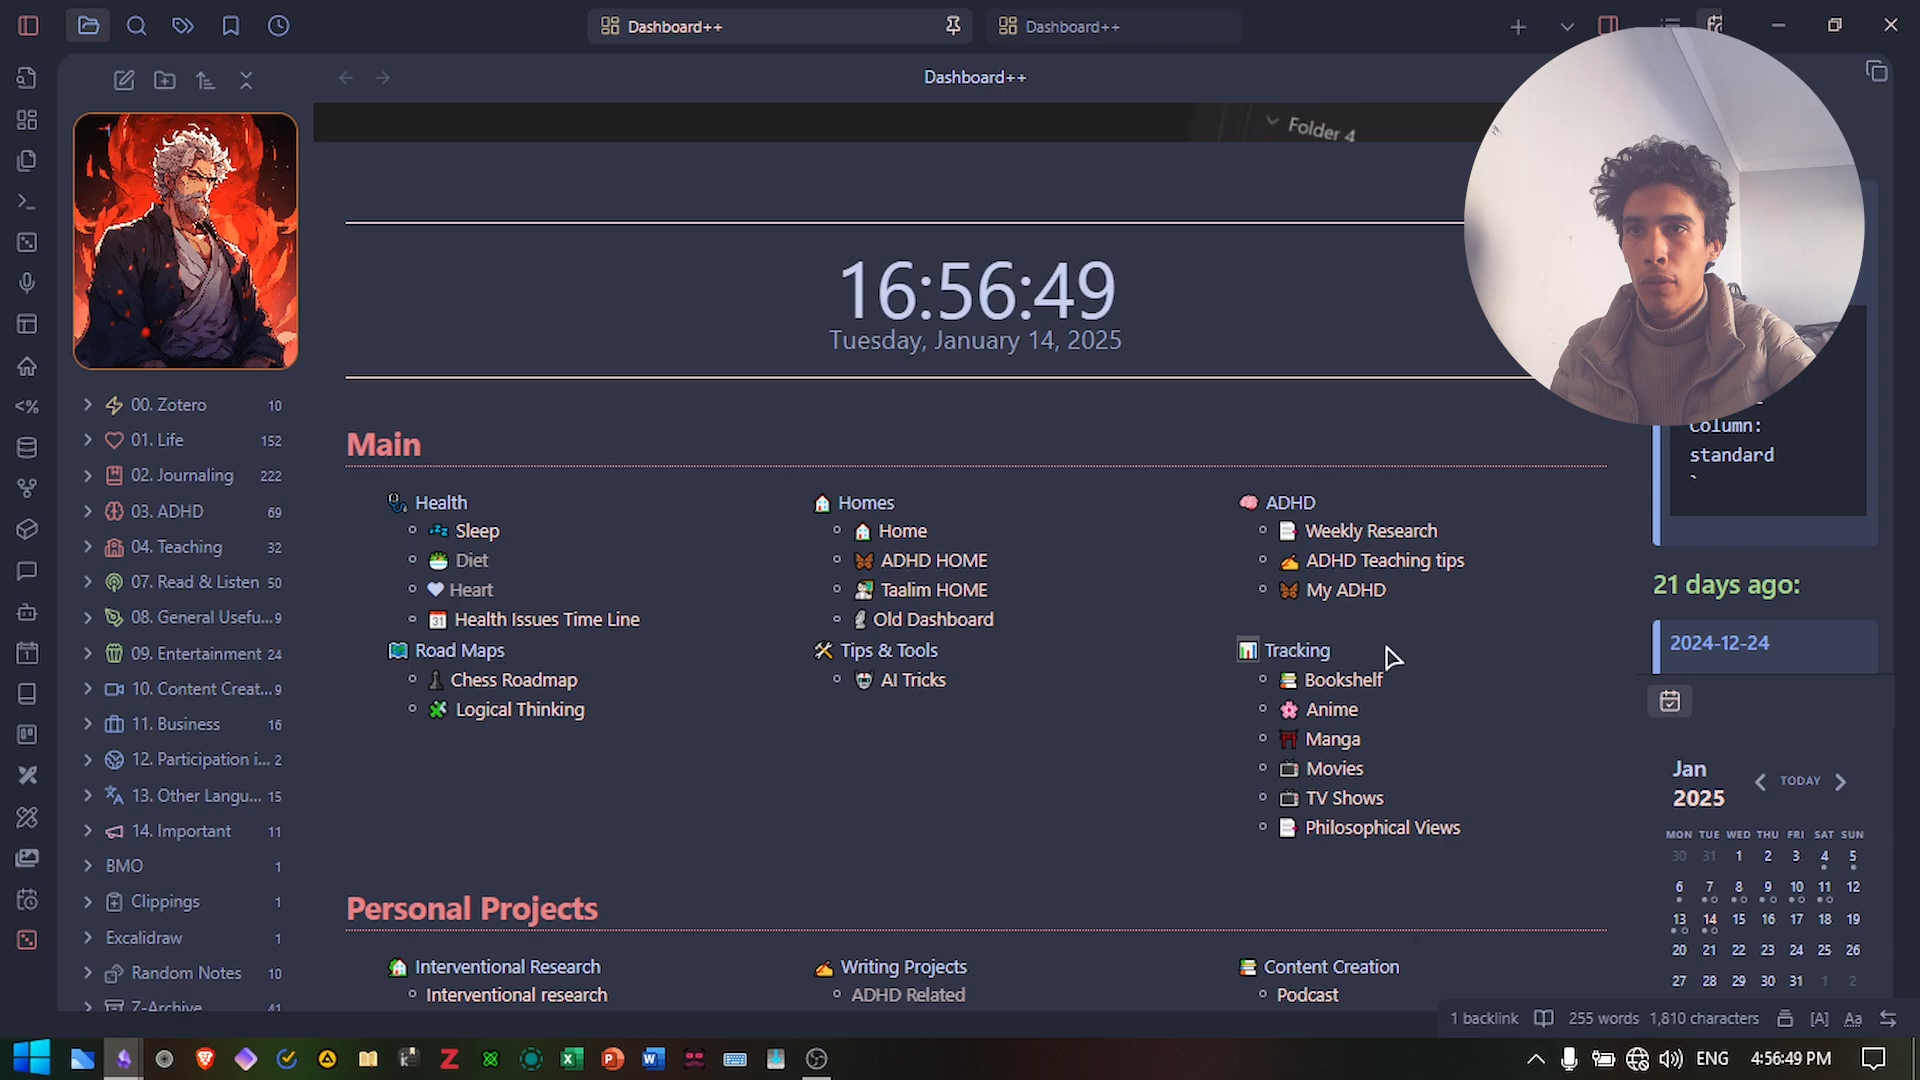 Dashboard++
Dashboard++
Dashboard++
Folder 4
16:56:49
Tuesday, January 14, 2025
00. Zotero 10
01. Life 152
02. Journaling 222
03. ADHD 69
04. Teaching 32
07. Read & Listen 50
08. General Usefu... 9
09. Entertainment 24
10. Content Creat... 9
11. Business 16
12. Participation i... 2
13. Other Langu... 15
14. Important 11
BMO 1
Clippings 1
Excalidraw 1
Random Notes 10
Z-Archive 41
Main
Health
Sleep
Diet
Heart
Health Issues Time Line
Road Maps
Chess Roadmap
Logical Thinking
Homes
Home
ADHD HOME
Taalim HOME
Old Dashboard
Tips & Tools
AI Tricks
ADHD
Weekly Research
ADHD Teaching tips
My ADHD
Tracking
Bookshelf
Anime
Manga
Movies
TV Shows
Philosophical Views
Personal Projects
Interventional Research
Interventional research
Writing Projects
ADHD Related
Content Creation
Podcast
Column:
standard
`
21 days ago:
2024-12-24
Jan
2025
TODAY
MON TUE WED THU FRI SAT SUN
30 31 1 2 3 4 5
6 7 8 9 10 11 12
13 14 15 16 17 18 19
20 21 22 23 24 25 26
27 28 29 30 31 1 2
1 backlink 255 words 1,810 characters [A] Aa
ENG 4:56:49 PM